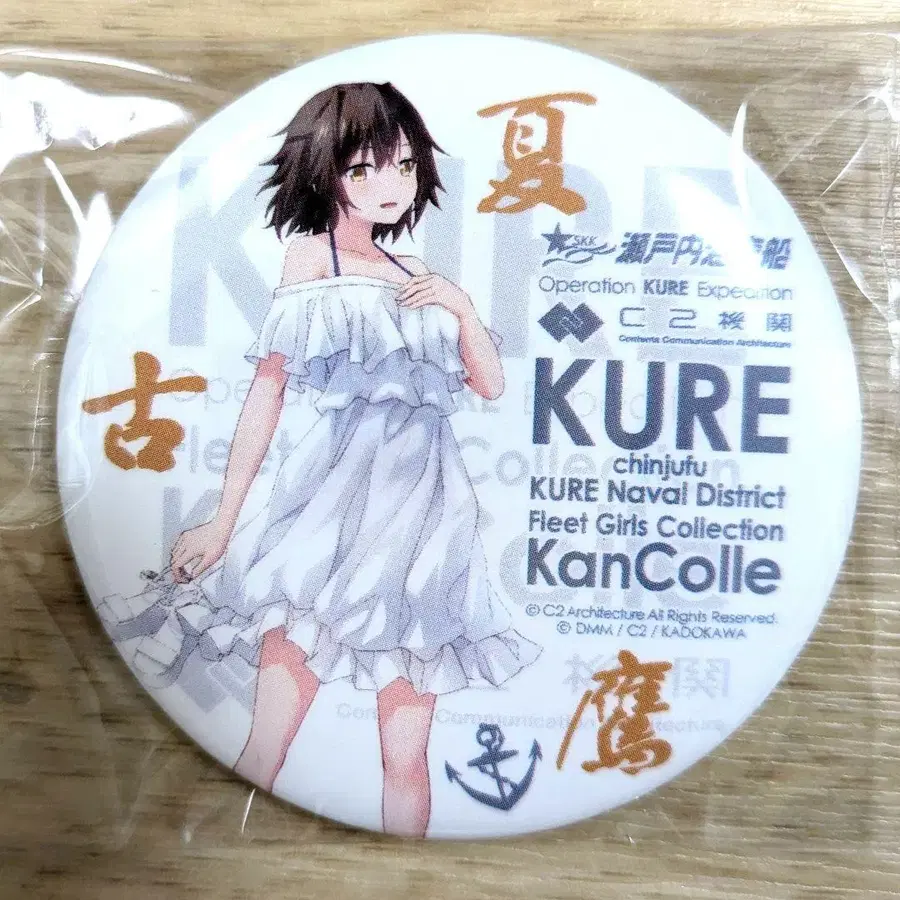 夏
SKK 瀬戸内海汽船
Operation KURE Expedition
C2機関
Contents Communication Architecture
KURE
chinjufu
古
KURE Naval District
Fleet Girls Collection
KanColle
© C2 Architecture All Rights Reserved.
© DMM / C2 / KADOKAWA
鷹